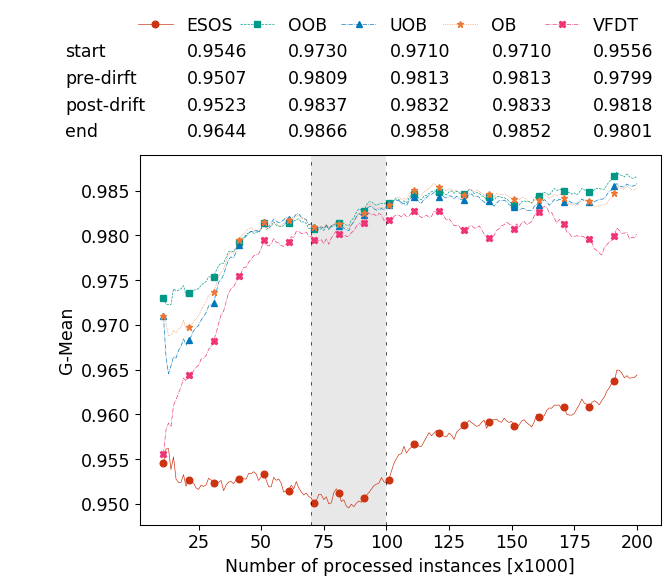 ESOS OOB UOB OB VFDT
start 0.9546 0.9730 0.9710 0.9710 0.9556
pre-dirft 0.9507 0.9809 0.9813 0.9813 0.9799
post-drift 0.9523 0.9837 0.9832 0.9833 0.9818
end 0.9644 0.9866 0.9858 0.9852 0.9801
0.985
0.980
0.975
0.970
0.965
0.960
0.955
0.950
G-Mean
25 50 75 100 125 150 175 200
Number of processed instances [x1000]